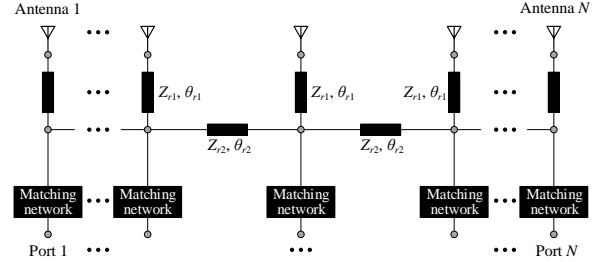 Antenna 1
Antenna N
Zr1, θr1
Zr1, θr1
Zr1, θr1
Zr2, θr2
Zr2, θr2
Matching network
Matching network
Matching network
Matching network
Matching network
Port 1
Port N